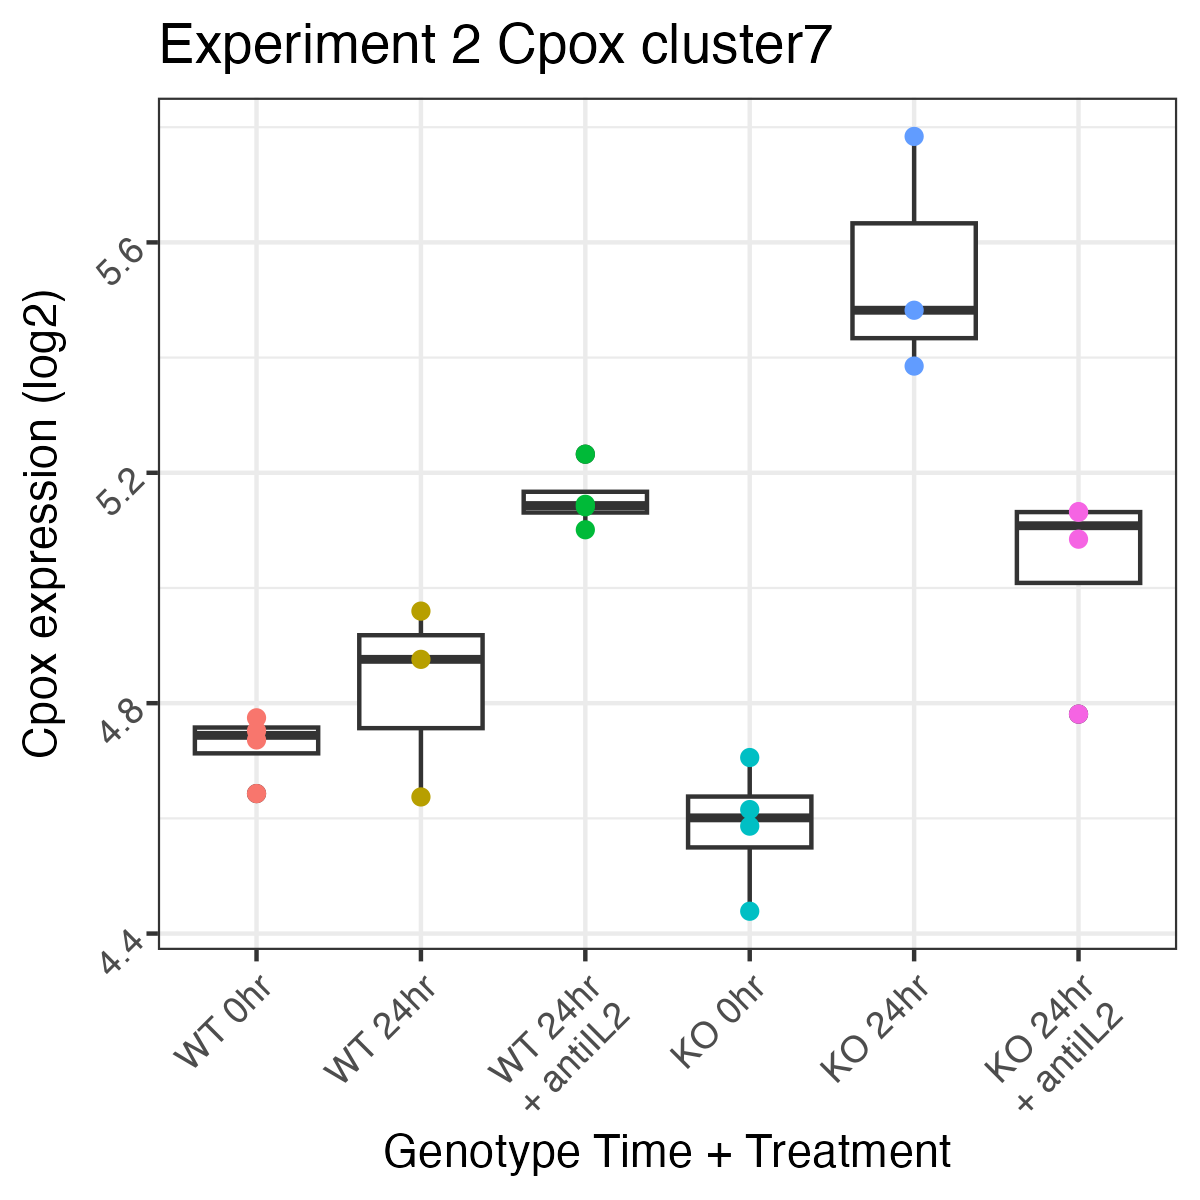 Experiment 2 Cpox cluster7
Cpox expression (log2)
5.6
5.2
4.8
4.4
WT 0hr
WT 24hr
WT 24hr
+ antiIL2
KO 0hr
KO 24hr
KO 24hr
+ antiIL2
Genotype Time + Treatment